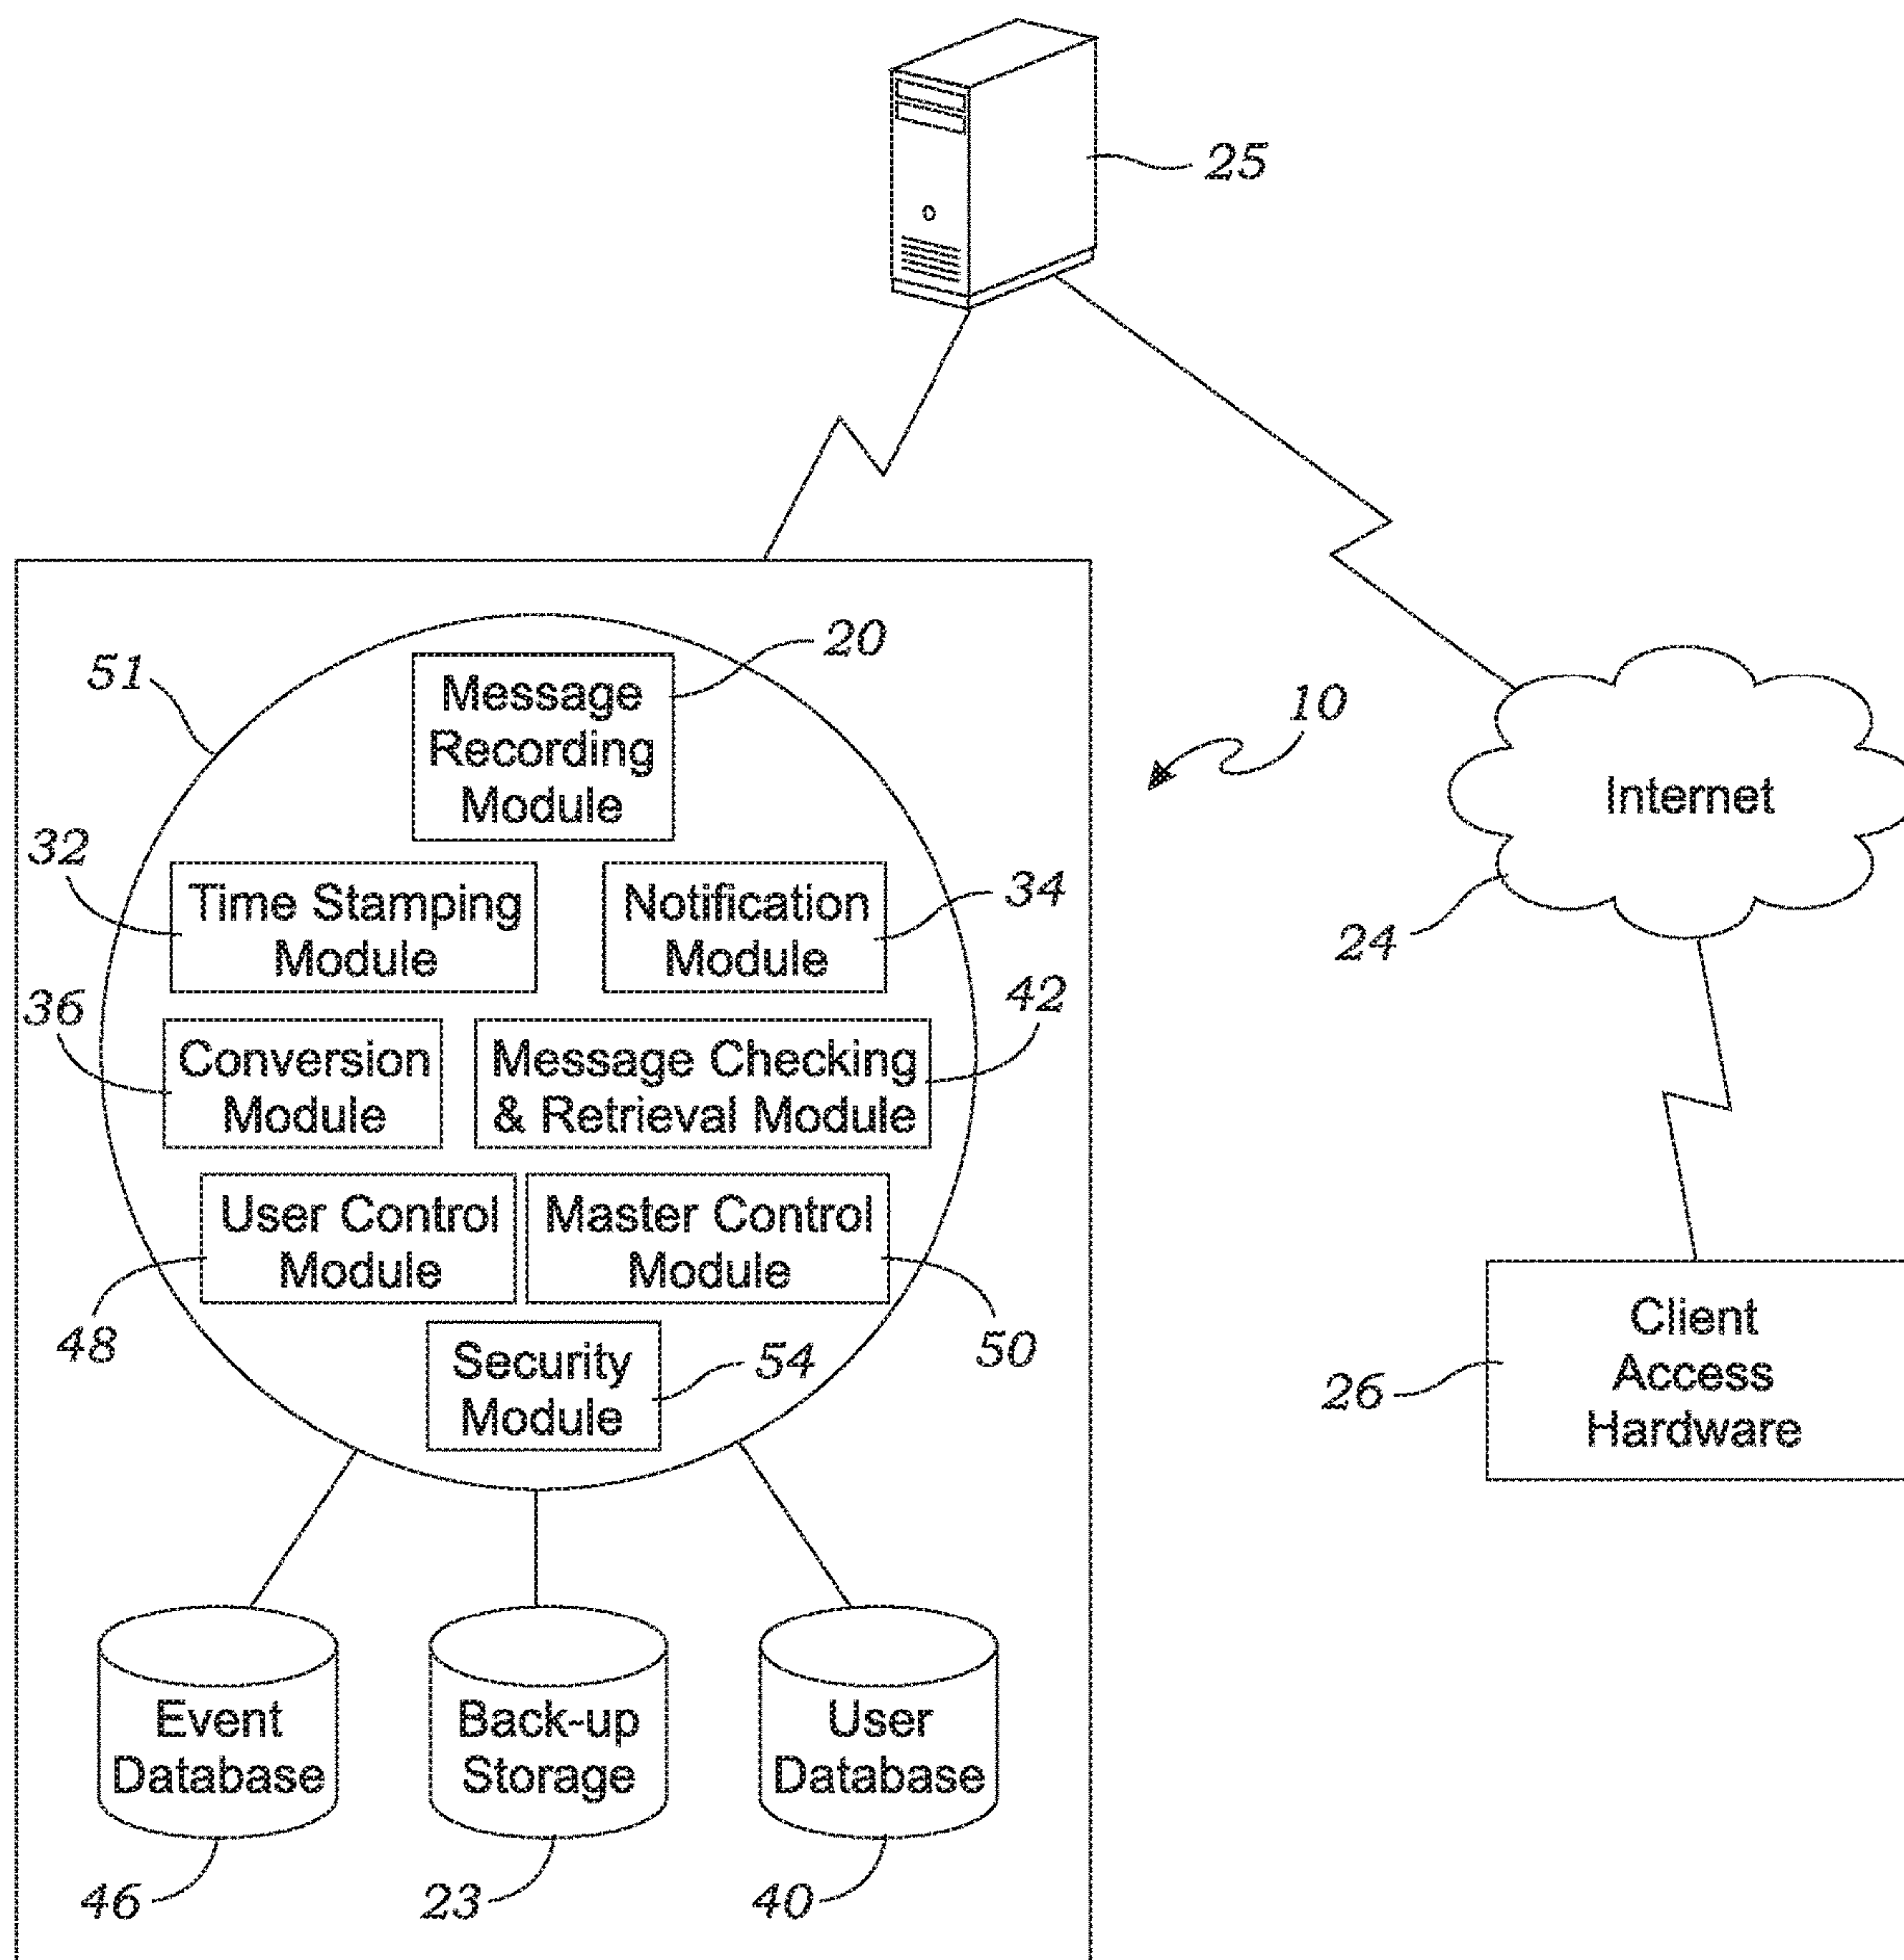 25
20
51
Message
Recording
Module
10
Internet
32
Time Stamping
Module
Notification
Module
34
24
36
Conversion
Module
Message Checking
& Retrieval Module
42
User Control
Module
Master Control
Module
48
50
Security
Module
54
26
Client
Access
Hardware
Event
Database
Back-up
Storage
User
Database
46
23
40